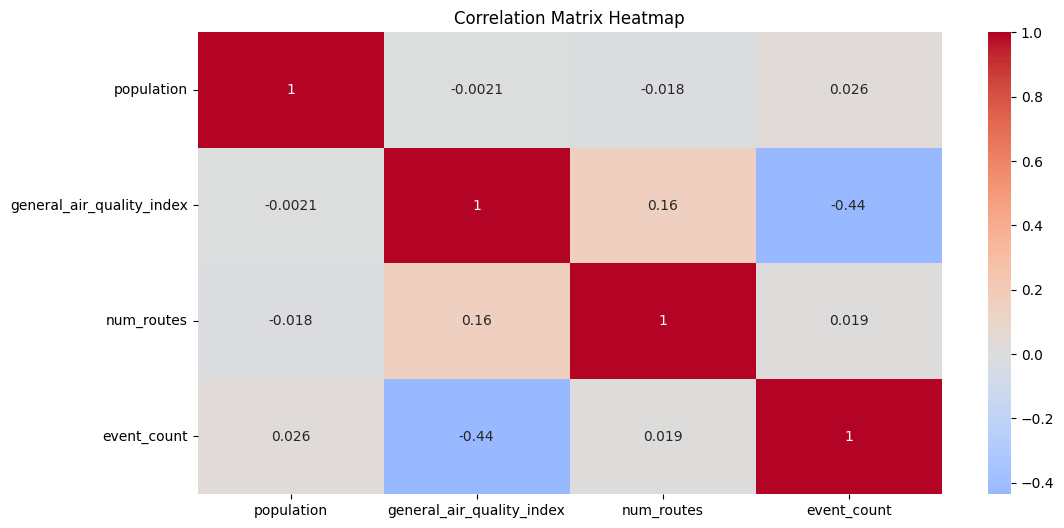 Correlation Matrix Heatmap
population
1
-0.0021
-0.018
0.026
general_air_quality_index
-0.0021
1
0.16
-0.44
num_routes
-0.018
0.16
1
0.019
event_count
0.026
-0.44
0.019
1
population
general_air_quality_index
num_routes
event_count
1.0
0.8
0.6
0.4
0.2
0.0
−0.2
−0.4